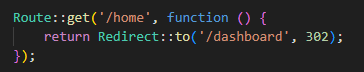 Route::get('/home', function () {
    return Redirect::to('/dashboard', 302);
});